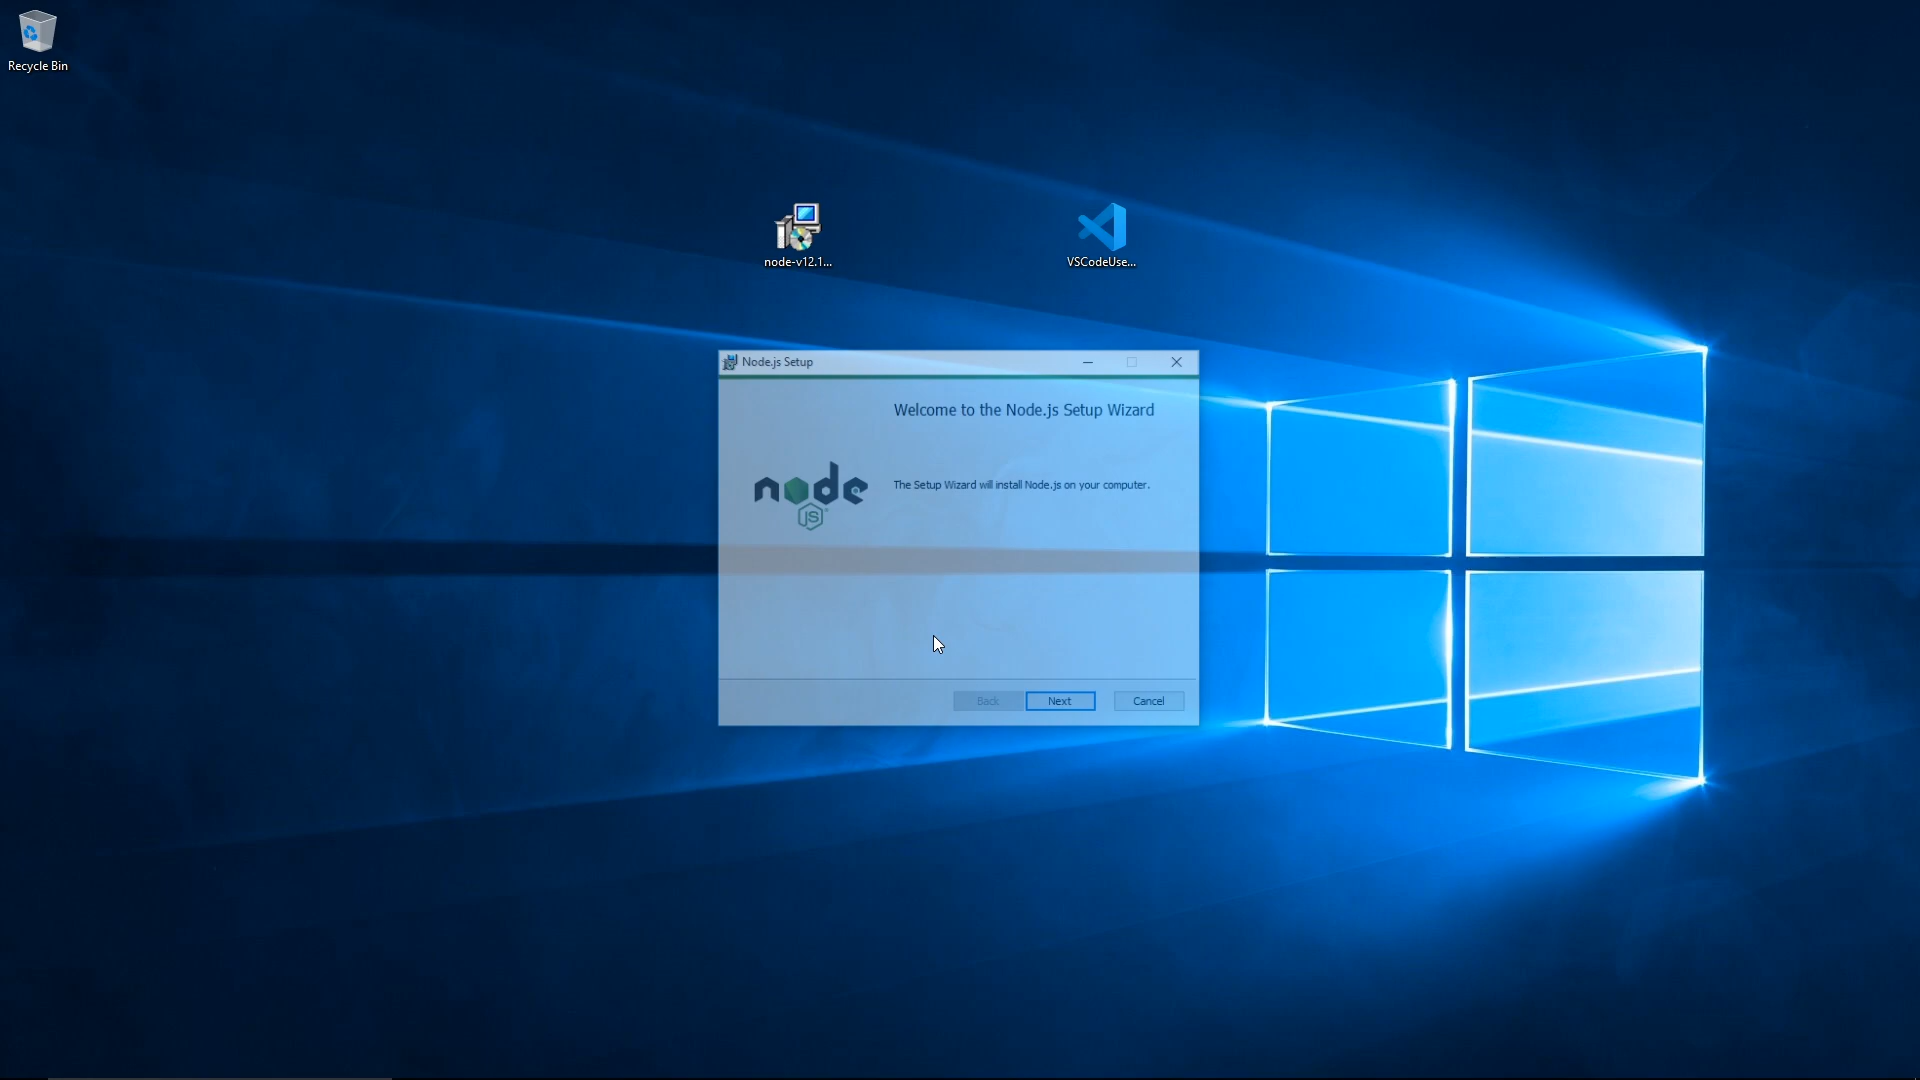 Recycle Bin
node-v12.1...
VSCodeUse...
Node.js Setup
Welcome to the Node.js Setup Wizard
node
JS
The Setup Wizard will install Node.js on your computer.
Back
Next
Cancel